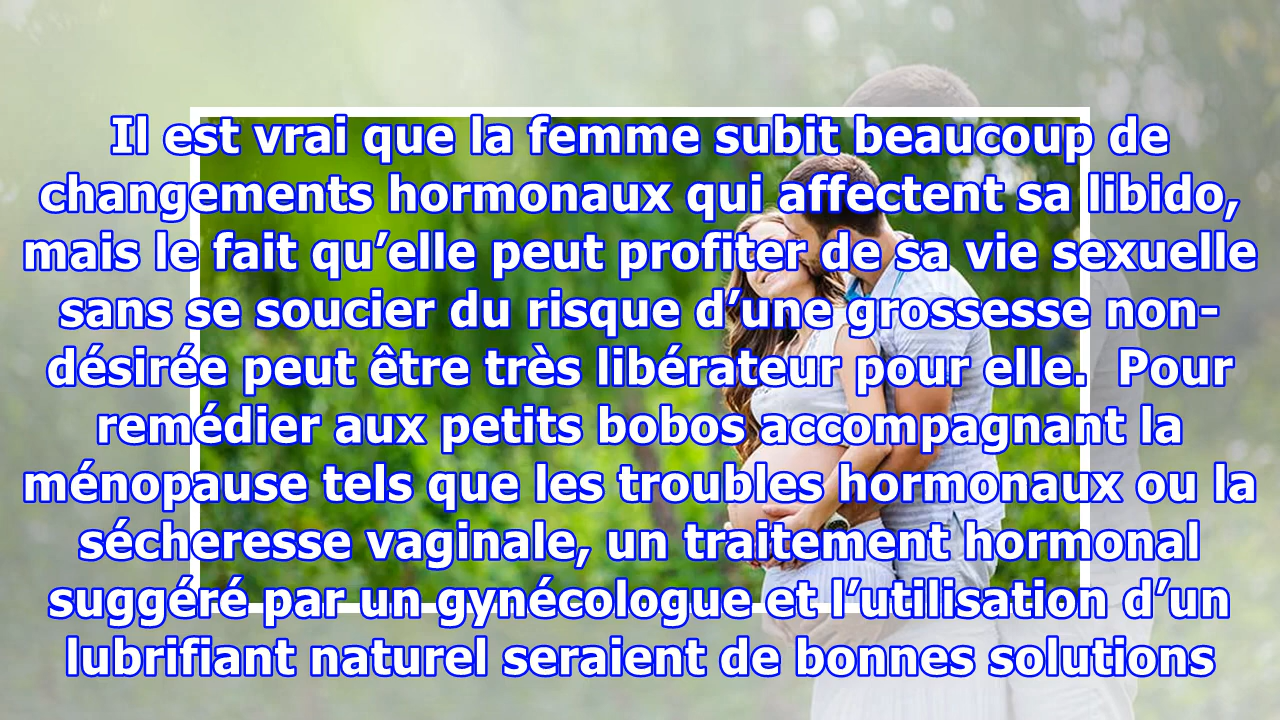 Il est vrai que la femme subit beaucoup de
changements hormonaux qui affectent sa libido,
mais le fait qu’elle peut profiter de sa vie sexuelle
sans se soucier du risque d’une grossesse non-
désirée peut être très libérateur pour elle.  Pour
remédier aux petits bobos accompagnant la
ménopause tels que les troubles hormonaux ou la
sécheresse vaginale, un traitement hormonal
suggéré par un gynécologue et l’utilisation d’un
lubrifiant naturel seraient de bonnes solutions